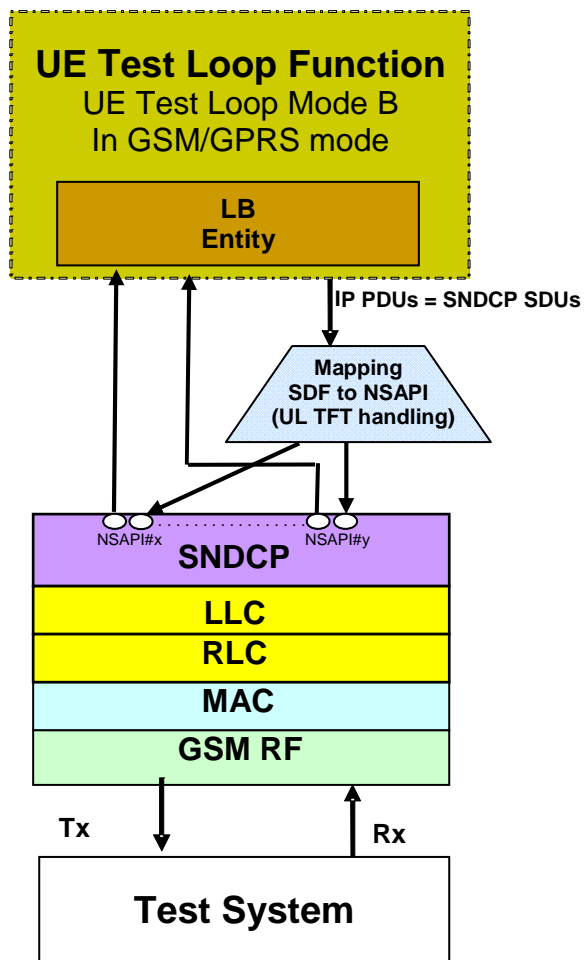 UE Test Loop Function
UE Test Loop Mode B
In GSM/GPRS mode
LB
Entity
IP PDUs = SNDCP SDUs
Mapping
SDF to NSAPI
(UL TFT handling)
NSAPI#x
NSAPI#y
SNDCP
LLC
RLC
MAC
GSM RF
Tx
Rx
Test System